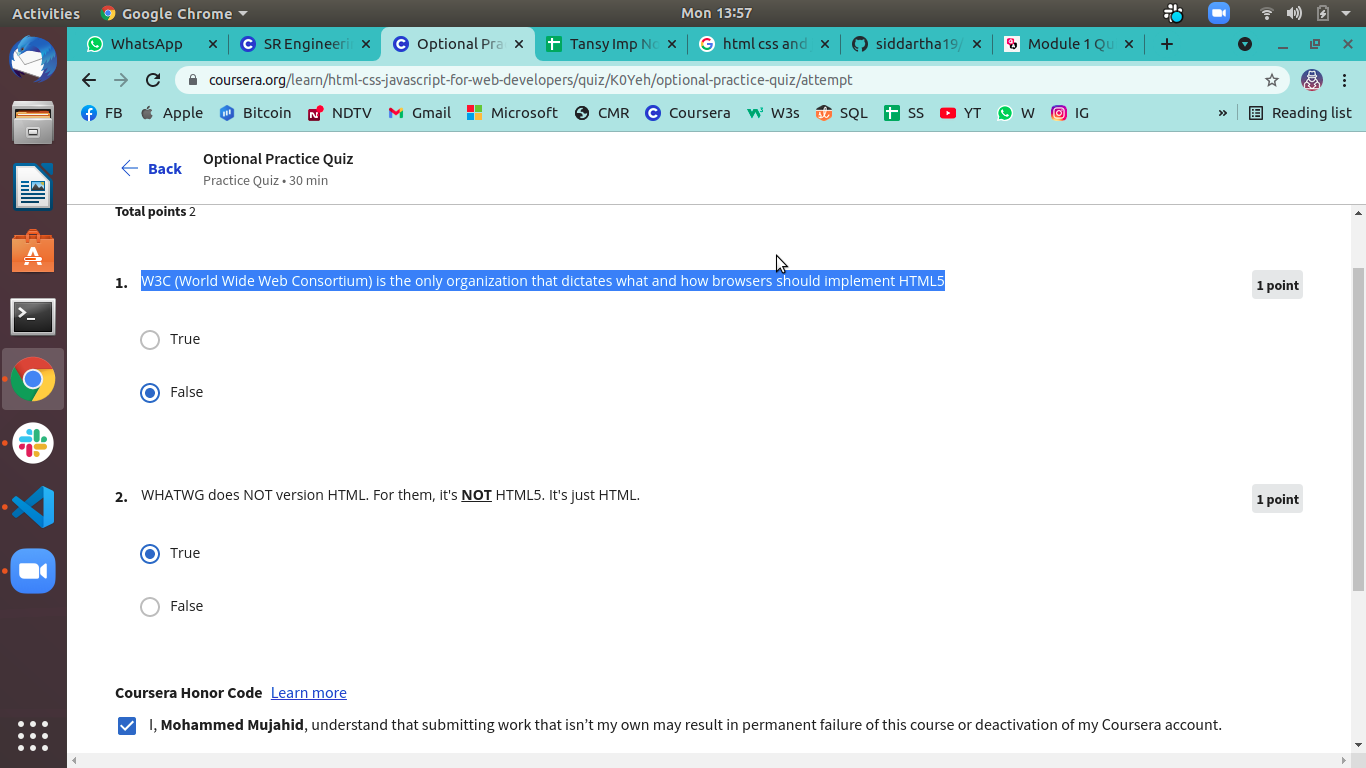 Activities
Google Chrome
Mon 13:57
WhatsApp
SR Engineeri
Optional Pra
Tansy Imp No
html css and
siddartha19/
Module 1 Qu
coursera.org/learn/html-css-javascript-for-web-developers/quiz/K0Yeh/optional-practice-quiz/attempt
FB
Apple
Bitcoin
NDTV
Gmail
Microsoft
CMR
Coursera
W3s
SQL
SS
YT
W
IG
»
Reading list
Back
Optional Practice Quiz
Practice Quiz • 30 min
Total points 2
1. W3C (World Wide Web Consortium) is the only organization that dictates what and how browsers should implement HTML5
1 point
True
False
2. WHATWG does NOT version HTML. For them, it's NOT HTML5. It's just HTML.
1 point
True
False
Coursera Honor Code Learn more
I, Mohammed Mujahid, understand that submitting work that isn't my own may result in permanent failure of this course or deactivation of my Coursera account.